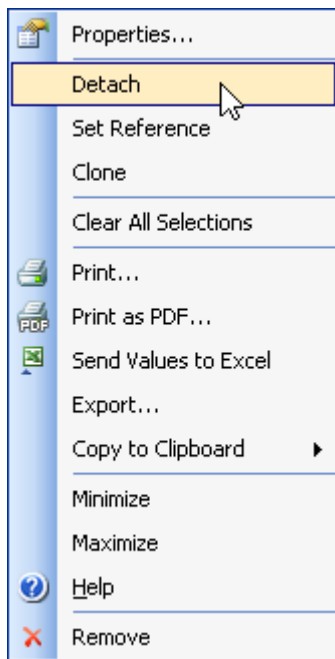 Properties...
Detach
Set Reference
Clone
Clear All Selections
Print...
PDF
Print as PDF...
Send Values to Excel
Export...
Copy to Clipboard
Minimize
Maximize
Help
Remove